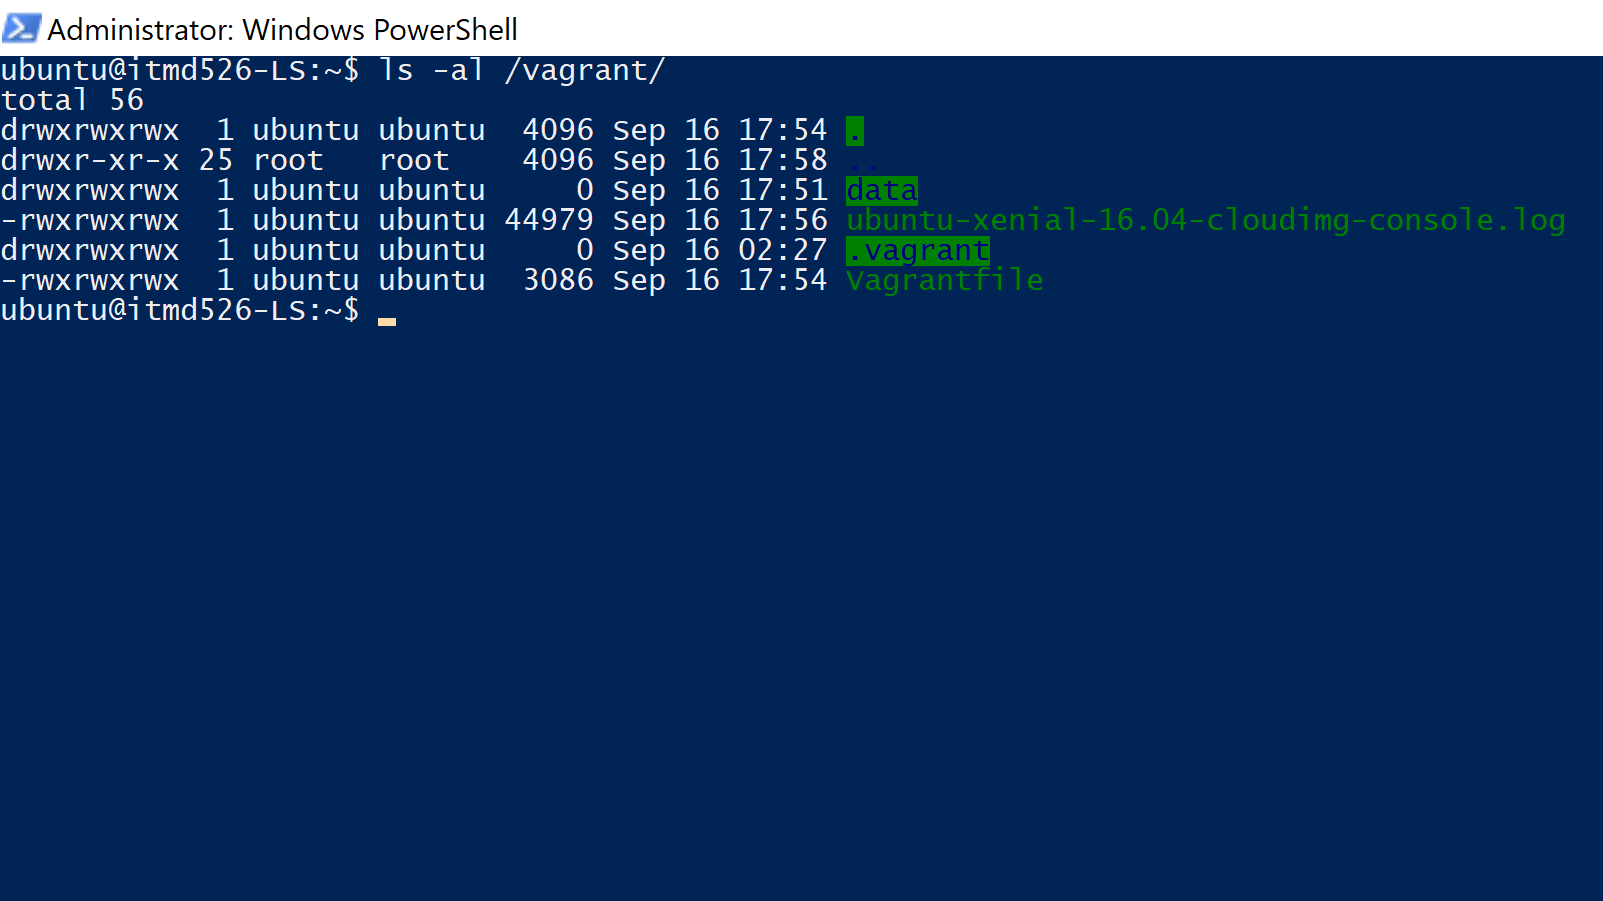 Administrator: Windows PowerShell
ubuntu@itmd526-LS:~$ ls -al /vagrant/
total 56
drwxrwxrwx  1 ubuntu ubuntu  4096 Sep 16 17:54 .
drwxr-xr-x 25 root   root    4096 Sep 16 17:58 ..
drwxrwxrwx  1 ubuntu ubuntu     0 Sep 16 17:51 data
-rwxrwxrwx  1 ubuntu ubuntu 44979 Sep 16 17:56 ubuntu-xenial-16.04-cloudimg-console.log
drwxrwxrwx  1 ubuntu ubuntu     0 Sep 16 02:27 .vagrant
-rwxrwxrwx  1 ubuntu ubuntu  3086 Sep 16 17:54 Vagrantfile
ubuntu@itmd526-LS:~$